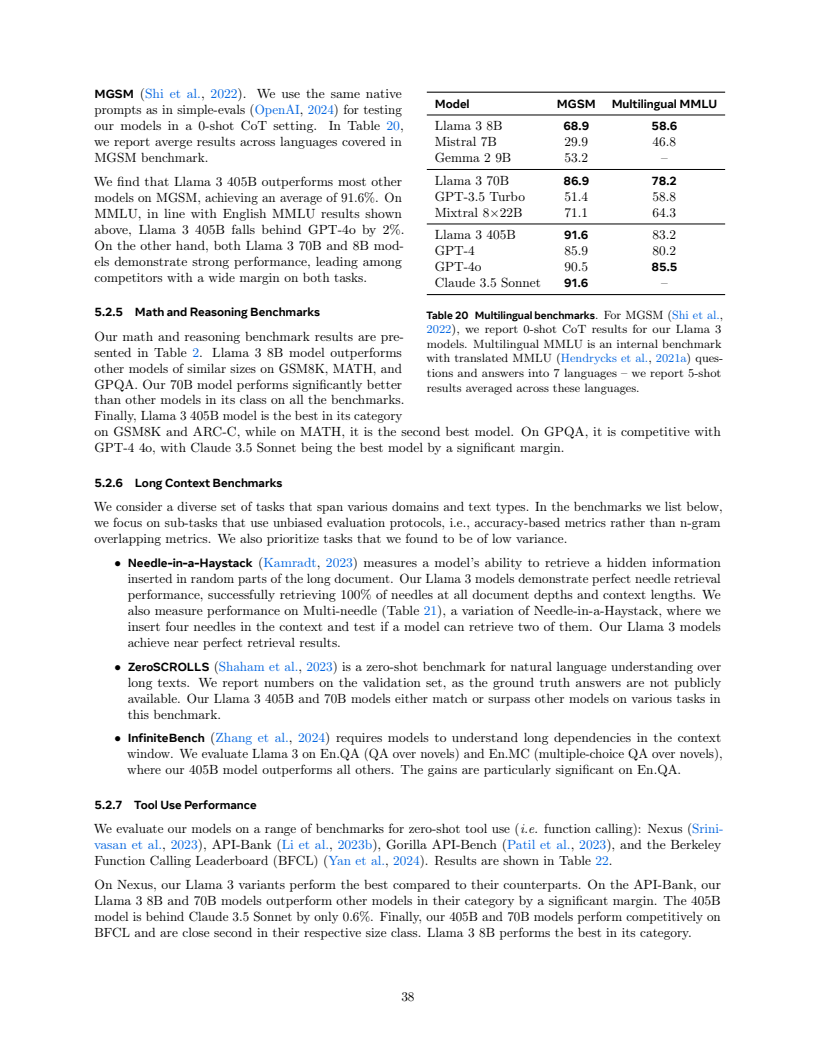 MGSM (Shi et al., 2022). We use the same native
prompts as in simple-evals (OpenAI, 2024) for testing
our models in a 0-shot CoT setting. In Table 20,
we report averge results across languages covered in
MGSM benchmark.
We find that Llama 3 405B outperforms most other
models on MGSM, achieving an average of 91.6%. On
MMLU, in line with English MMLU results shown
above, Llama 3 405B falls behind GPT-4o by 2%.
On the other hand, both Llama 3 70B and 8B mod-
els demonstrate strong performance, leading among
competitors with a wide margin on both tasks.
Model MGSM Multilingual MMLU
Llama 3 8B 68.9 58.6
Mistral 7B 29.9 46.8
Gemma 2 9B 53.2 –
Llama 3 70B 86.9 78.2
GPT-3.5 Turbo 51.4 58.8
Mixtral 8×22B 71.1 64.3
Llama 3 405B 91.6 83.2
GPT-4 85.9 80.2
GPT-4o 90.5 85.5
Claude 3.5 Sonnet 91.6 –
Table 20 Multilingual benchmarks. For MGSM (Shi et al.,
2022), we report 0-shot CoT results for our Llama 3
models. Multilingual MMLU is an internal benchmark
with translated MMLU (Hendrycks et al., 2021a) ques-
tions and answers into 7 languages – we report 5-shot
results averaged across these languages.
5.2.5 Math and Reasoning Benchmarks
Our math and reasoning benchmark results are pre-
sented in Table 2. Llama 3 8B model outperforms
other models of similar sizes on GSM8K, MATH, and
GPQA. Our 70B model performs significantly better
than other models in its class on all the benchmarks.
Finally, Llama 3 405B model is the best in its category
on GSM8K and ARC-C, while on MATH, it is the second best model. On GPQA, it is competitive with
GPT-4 4o, with Claude 3.5 Sonnet being the best model by a significant margin.
5.2.6 Long Context Benchmarks
We consider a diverse set of tasks that span various domains and text types. In the benchmarks we list below,
we focus on sub-tasks that use unbiased evaluation protocols, i.e., accuracy-based metrics rather than n-gram
overlapping metrics. We also prioritize tasks that we found to be of low variance.
• Needle-in-a-Haystack (Kamradt, 2023) measures a model's ability to retrieve a hidden information
inserted in random parts of the long document. Our Llama 3 models demonstrate perfect needle retrieval
performance, successfully retrieving 100% of needles at all document depths and context lengths. We
also measure performance on Multi-needle (Table 21), a variation of Needle-in-a-Haystack, where we
insert four needles in the context and test if a model can retrieve two of them. Our Llama 3 models
achieve near perfect retrieval results.
• ZeroSCROLLS (Shaham et al., 2023) is a zero-shot benchmark for natural language understanding over
long texts. We report numbers on the validation set, as the ground truth answers are not publicly
available. Our Llama 3 405B and 70B models either match or surpass other models on various tasks in
this benchmark.
• InfiniteBench (Zhang et al., 2024) requires models to understand long dependencies in the context
window. We evaluate Llama 3 on En.QA (QA over novels) and En.MC (multiple-choice QA over novels),
where our 405B model outperforms all others. The gains are particularly significant on En.QA.
5.2.7 Tool Use Performance
We evaluate our models on a range of benchmarks for zero-shot tool use (i.e. function calling): Nexus (Srini-
vasan et al., 2023), API-Bank (Li et al., 2023b), Gorilla API-Bench (Patil et al., 2023), and the Berkeley
Function Calling Leaderboard (BFCL) (Yan et al., 2024). Results are shown in Table 22.
On Nexus, our Llama 3 variants perform the best compared to their counterparts. On the API-Bank, our
Llama 3 8B and 70B models outperform other models in their category by a significant margin. The 405B
model is behind Claude 3.5 Sonnet by only 0.6%. Finally, our 405B and 70B models perform competitively on
BFCL and are close second in their respective size class. Llama 3 8B performs the best in its category.
38